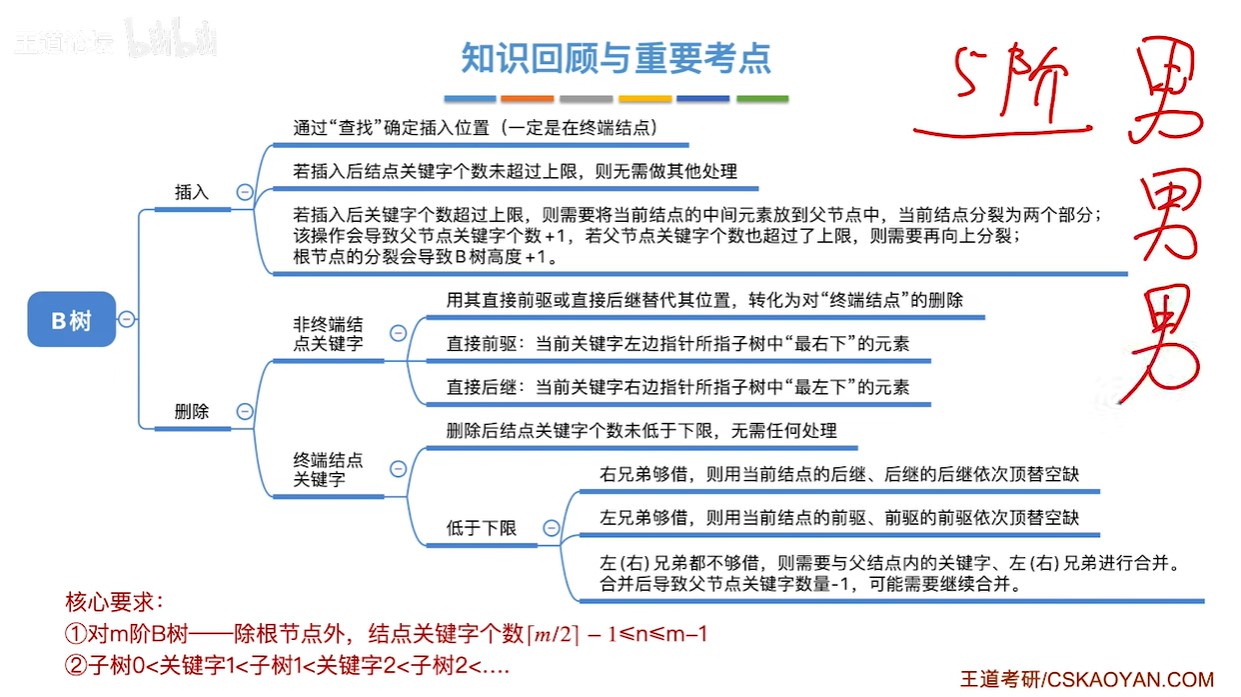 王道论坛 bilibili
知识回顾与重要考点
5阶
男
男
男
B树
插入
通过“查找”确定插入位置（一定是在终端结点）
若插入后结点关键字个数未超过上限，则无需做其他处理
若插入后关键字个数超过上限，则需要将当前结点的中间元素放到父节点中，当前结点分裂为两个部分；
该操作会导致父节点关键字个数+1，若父节点关键字个数也超过了上限，则需要再向上分裂；
根节点的分裂会导致B树高度+1。
删除
非终端结
点关键字
用其直接前驱或直接后继替代其位置，转化为对“终端结点”的删除
直接前驱：当前关键字左边指针所指子树中“最右下”的元素
直接后继：当前关键字右边指针所指子树中“最左下”的元素
终端结点
关键字
删除后结点关键字个数未低于下限，无需任何处理
低于下限
右兄弟够借，则用当前结点的后继、后继的后继依次顶替空缺
左兄弟够借，则用当前结点的前驱、前驱的前驱依次顶替空缺
左(右)兄弟都不够借，则需要与父结点内的关键字、左(右)兄弟进行合并。
合并后导致父节点关键字数量-1，可能需要继续合并。
核心要求：
①对m阶B树——除根节点外，结点关键字个数⌈m/2⌉ − 1≤n≤m–1
②子树0<关键字1<子树1<关键字2<子树2<....
王道考研/CSKAOYAN.COM